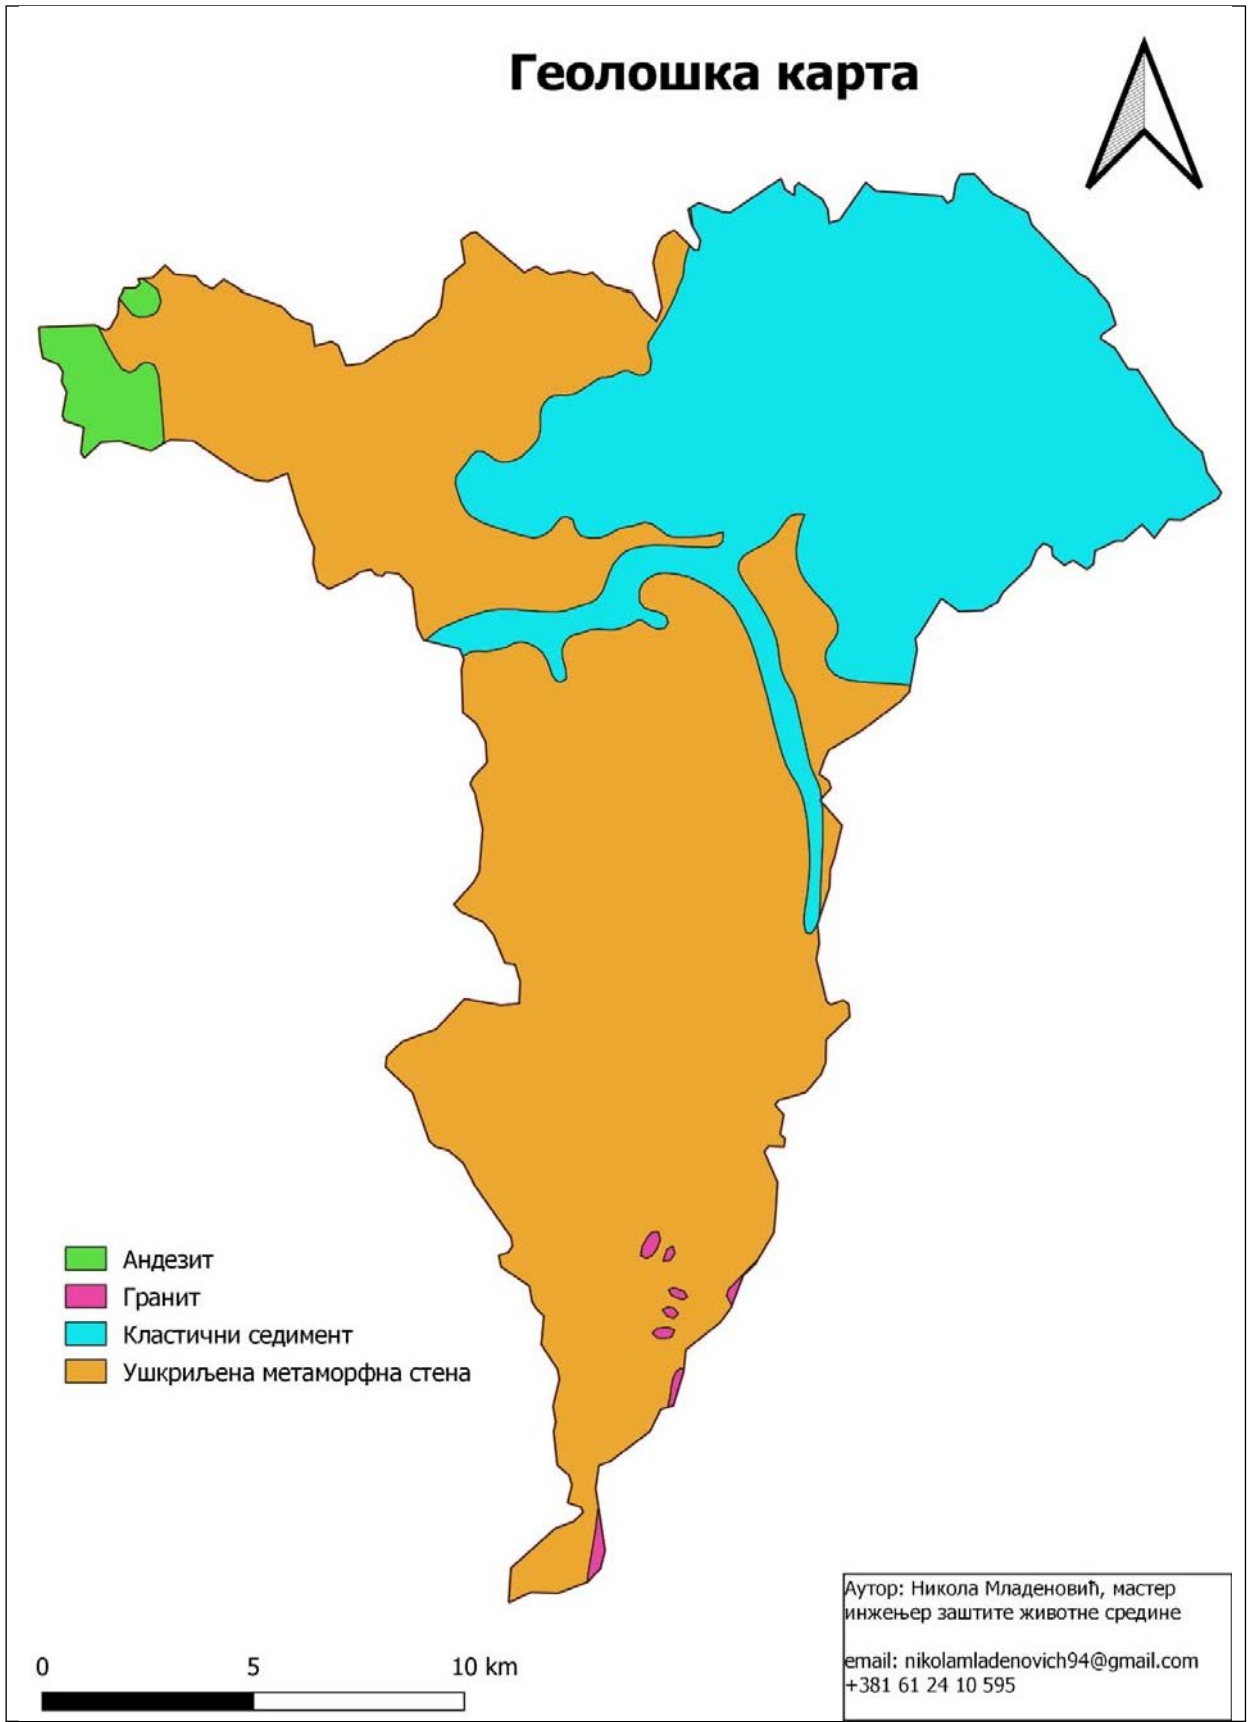 Геолошка карта
Андезит
Гранит
Кластични седимент
Ушкриљена метаморфна стена
0 5 10 km
Аутор: Никола Младеновић, мастер
инжењер заштите животне средине
email: nikolamladenovich94@gmail.com
+381 61 24 10 595